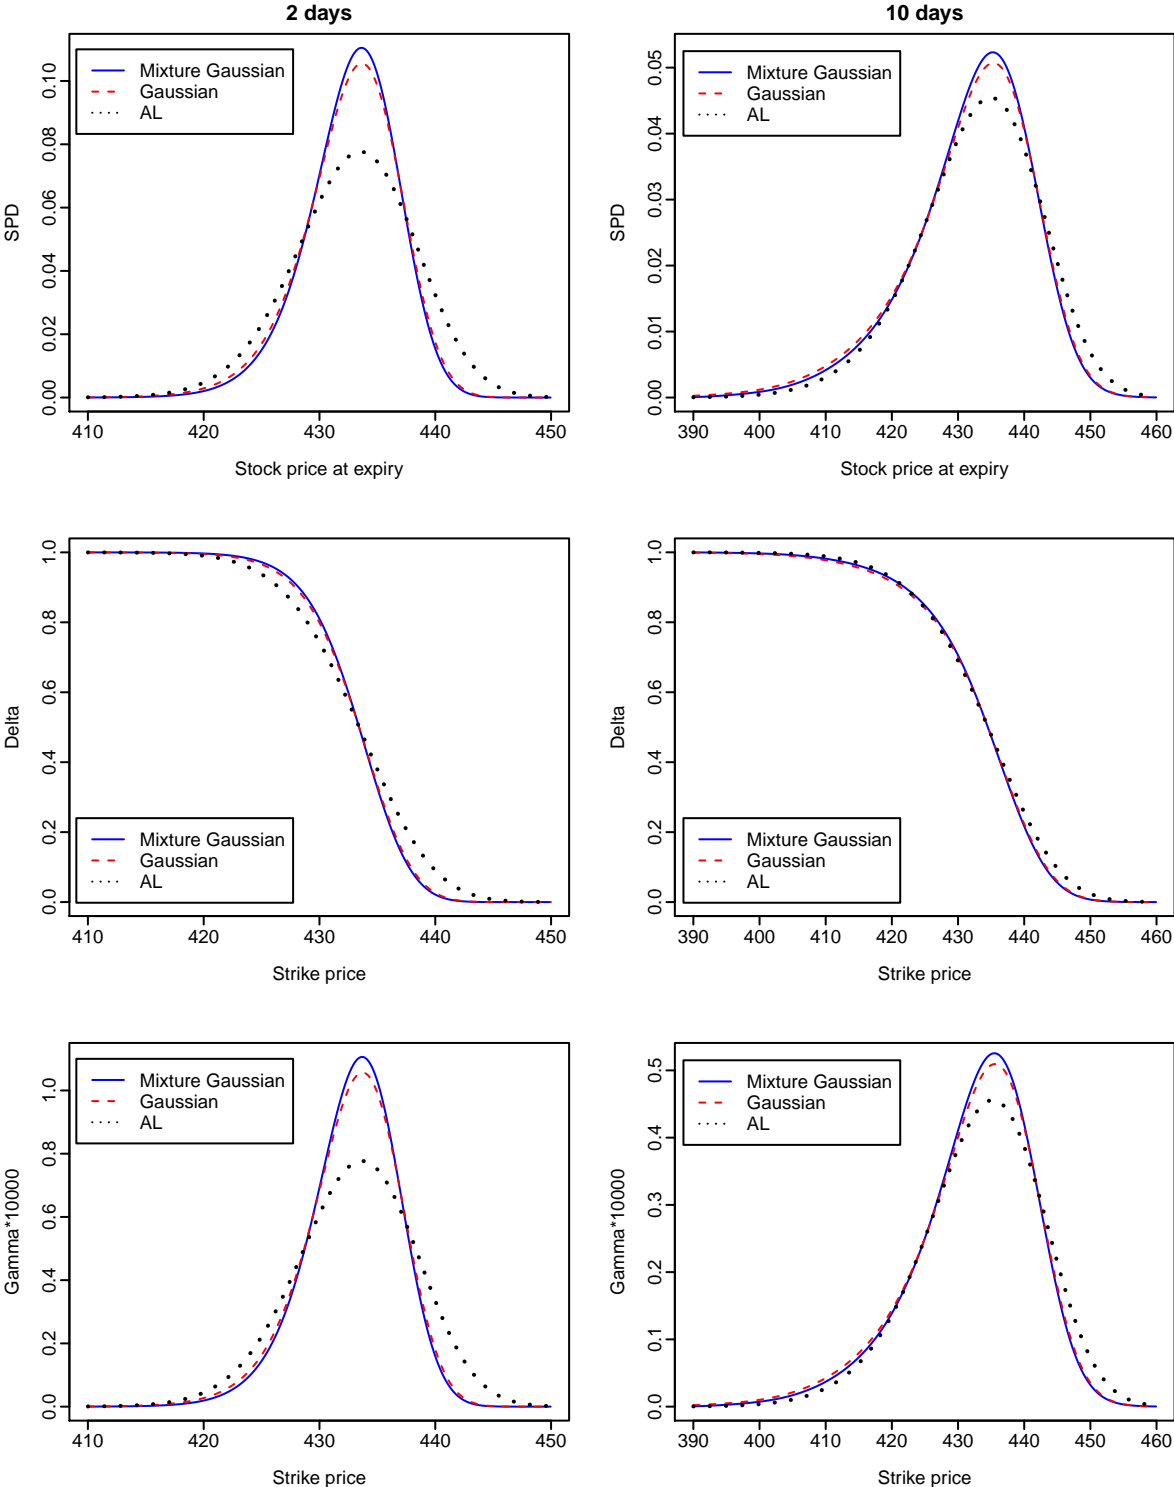 2 days
10 days
SPD
0.00 0.02 0.04 0.06 0.08 0.10
Mixture Gaussian
Gaussian
AL
410 420 430 440 450
Stock price at expiry
SPD
0.00 0.01 0.02 0.03 0.04 0.05
Mixture Gaussian
Gaussian
AL
390 400 410 420 430 440 450 460
Stock price at expiry
Delta
0.0 0.2 0.4 0.6 0.8 1.0
Mixture Gaussian
Gaussian
AL
410 420 430 440 450
Strike price
Delta
0.0 0.2 0.4 0.6 0.8 1.0
Mixture Gaussian
Gaussian
AL
390 400 410 420 430 440 450 460
Strike price
Gamma*10000
0.0 0.2 0.4 0.6 0.8 1.0
Mixture Gaussian
Gaussian
AL
410 420 430 440 450
Strike price
Gamma*10000
0.0 0.1 0.2 0.3 0.4 0.5
Mixture Gaussian
Gaussian
AL
390 400 410 420 430 440 450 460
Strike price